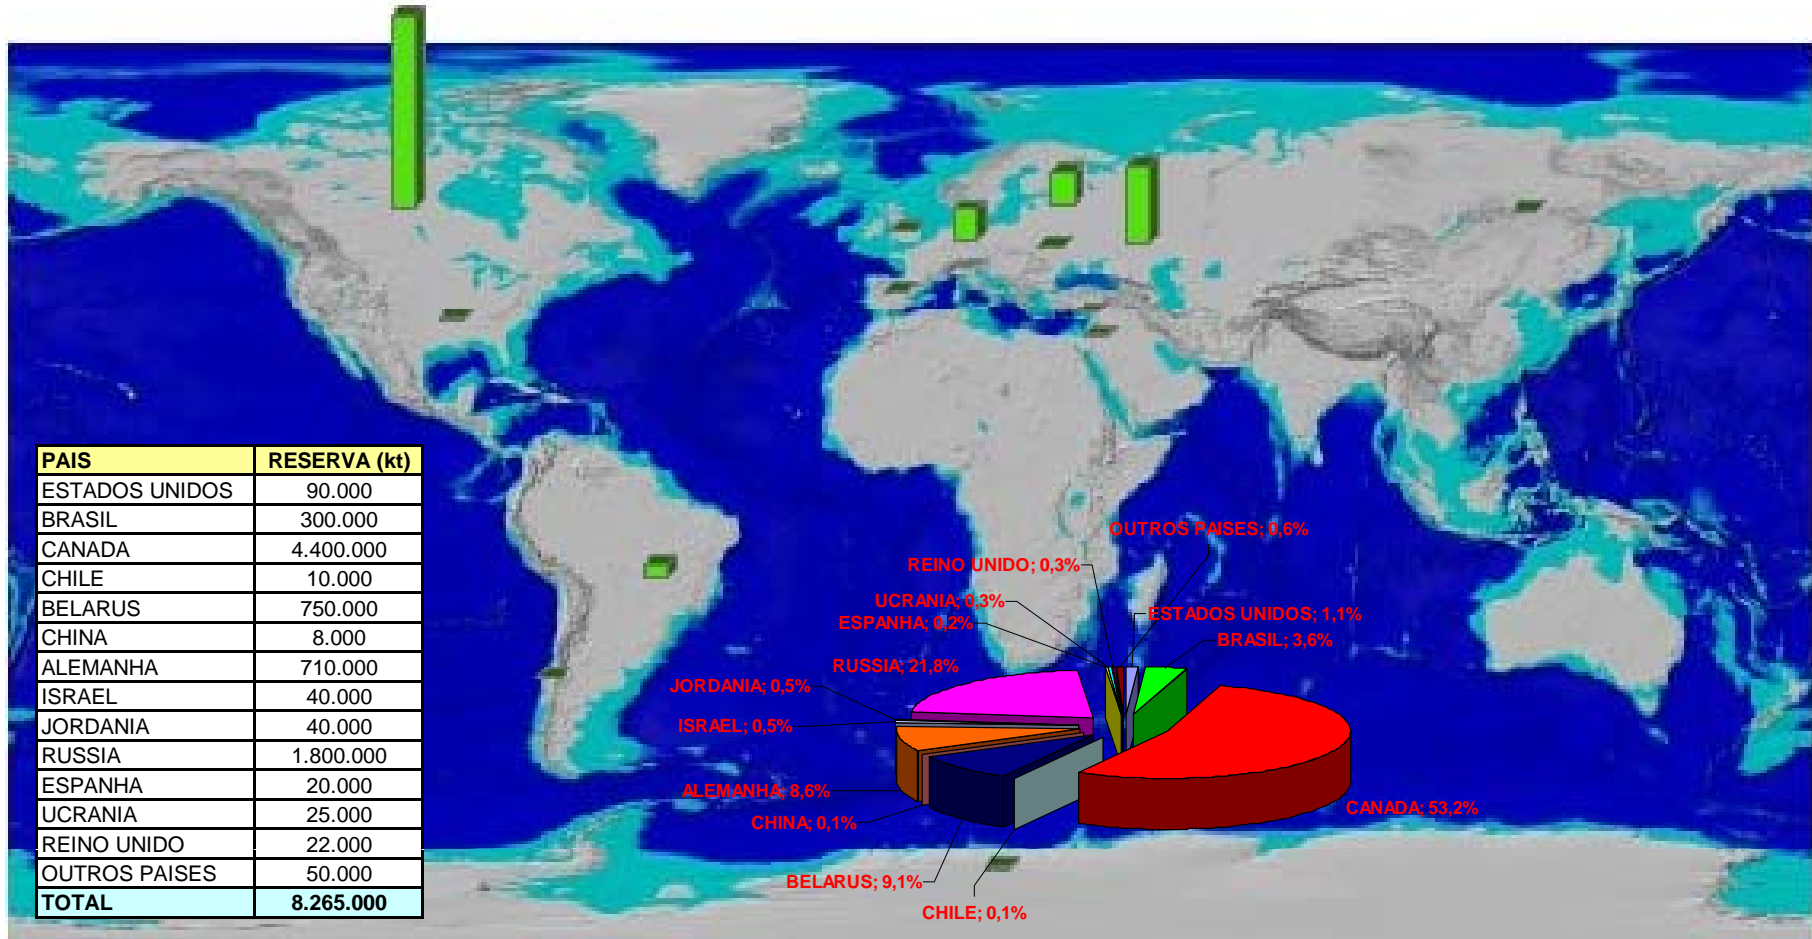 PAIS RESERVA (kt)
ESTADOS UNIDOS 90.000
BRASIL 300.000
CANADA 4.400.000
CHILE 10.000
BELARUS 750.000
CHINA 8.000
ALEMANHA 710.000
ISRAEL 40.000
JORDANIA 40.000
RUSSIA 1.800.000
ESPANHA 20.000
UCRANIA 25.000
REINO UNIDO 22.000
OUTROS PAISES 50.000
TOTAL 8.265.000
OUTROS PAISES; 0,6%
REINO UNIDO; 0,3%
UCRANIA; 0,3%
ESTADOS UNIDOS; 1,1%
ESPANHA; 0,2%
BRASIL; 3,6%
RUSSIA; 21,8%
JORDANIA; 0,5%
ISRAEL; 0,5%
ALEMANHA; 8,6%
CANADA; 53,2%
CHINA; 0,1%
BELARUS; 9,1%
CHILE; 0,1%